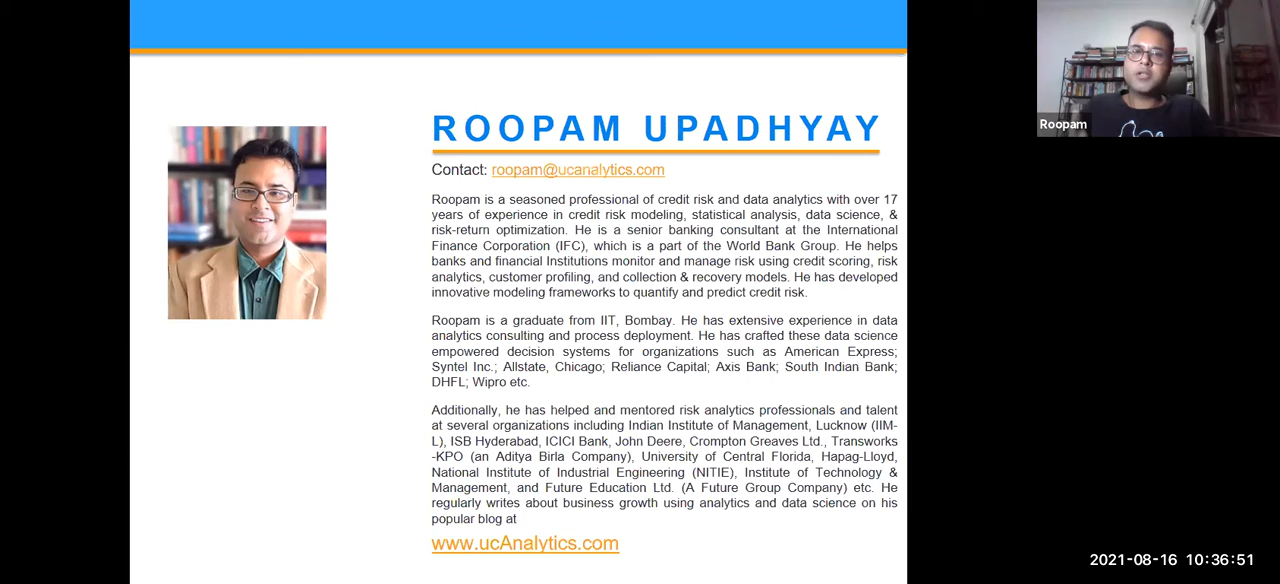 ROOPAM UPADHYAY
Contact: roopam@ucanalytics.com
Roopam is a seasoned professional of credit risk and data analytics with over 17
years of experience in credit risk modeling, statistical analysis, data science, &
risk-return optimization. He is a senior banking consultant at the International
Finance Corporation (IFC), which is a part of the World Bank Group. He helps
banks and financial Institutions monitor and manage risk using credit scoring, risk
analytics, customer profiling, and collection & recovery models. He has developed
innovative modeling frameworks to quantify and predict credit risk.
Roopam is a graduate from IIT, Bombay. He has extensive experience in data
analytics consulting and process deployment. He has crafted these data science
empowered decision systems for organizations such as American Express;
Syntel Inc.; Allstate, Chicago; Reliance Capital; Axis Bank; South Indian Bank;
DHFL; Wipro etc.
Additionally, he has helped and mentored risk analytics professionals and talent
at several organizations including Indian Institute of Management, Lucknow (IIM-
L), ISB Hyderabad, ICICI Bank, John Deere, Crompton Greaves Ltd., Transworks
-KPO (an Aditya Birla Company), University of Central Florida, Hapag-Lloyd,
National Institute of Industrial Engineering (NITIE), Institute of Technology &
Management, and Future Education Ltd. (A Future Group Company) etc. He
regularly writes about business growth using analytics and data science on his
popular blog at
www.ucAnalytics.com
Roopam
2021-08-16 10:36:51